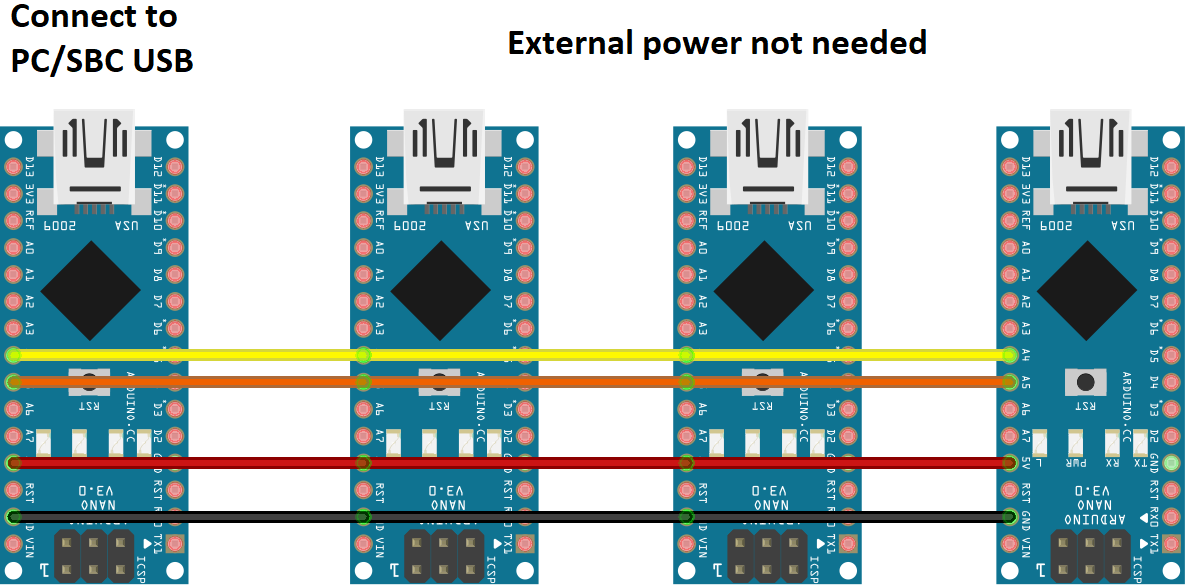 Connect to
PC/SBC USB
External power not needed
D13 D12
3V3 D11
REF D10
2009 USA
A0 D9
A1 D8
A2 D7
A3 D6
RST
A6 D3
A7 D2
RST V3.0 RST
NANO
VIN TX1
1 ICSP
D13 D12
3V3 D11
REF D10
2009 USA
A0 D9
A1 D8
A2 D7
A3 D6
RST
A6 D3
A7 D2
RST V3.0 RST
NANO
VIN TX1
1 ICSP
D13 D12
3V3 D11
REF D10
2009 USA
A0 D9
A1 D8
A2 D7
A3 D6
RST
A6 D3
A7 D2
RST V3.0 RST
NANO
VIN TX1
1 ICSP
D13 D12
3V3 D11
REF D10
2009 USA
A0 D9
A1 D8
A2 D7
A3 D6
A4 D5
A5 D4
RST
ARDUINO.CC
A6 D3
A7 D2
5V L PWR RX TX GND
RST V3.0 RST
NANO
GND ARDUINO RX0
VIN TX1
1 ICSP